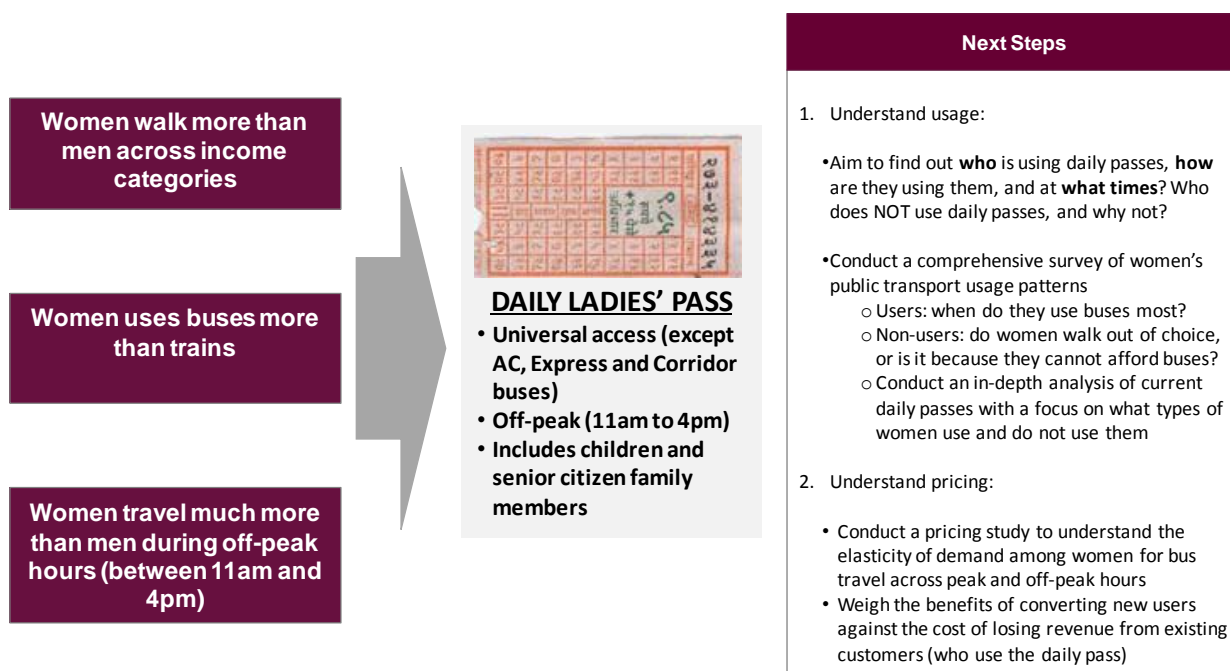 Women walk more than
men across income
categories
Women uses buses more
than trains
Women travel much more
than men during off-peak
hours (between 11am and
4pm)
DAILY LADIES’ PASS
• Universal access (except
AC, Express and Corridor
buses)
• Off-peak (11am to 4pm)
• Includes children and
senior citizen family
members
Next Steps
1. Understand usage:
•Aim to find out who is using daily passes, how
are they using them, and at what times? Who
does NOT use daily passes, and why not?
•Conduct a comprehensive survey of women’s
public transport usage patterns
o Users: when do they use buses most?
o Non-users: do women walk out of choice,
or is it because they cannot afford buses?
o Conduct an in-depth analysis of current
daily passes with a focus on what types of
women use and do not use them
2. Understand pricing:
• Conduct a pricing study to understand the
elasticity of demand among women for bus
travel across peak and off-peak hours
• Weigh the benefits of converting new users
against the cost of losing revenue from existing
customers (who use the daily pass)